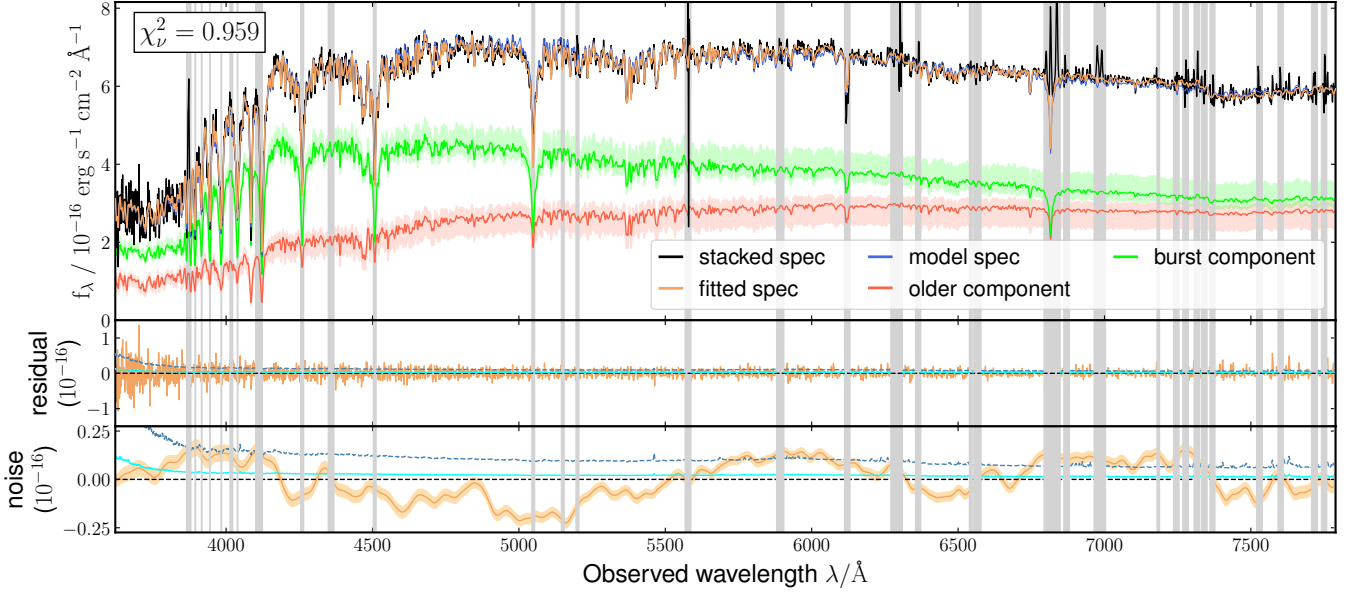 χ²ᵥ = 0.959
f_λ / 10⁻¹⁶ erg s⁻¹ cm⁻² Å⁻¹
8
6
4
2
0
stacked spec
model spec
burst component
fitted spec
older component
residual
(10⁻¹⁶)
1
0
−1
noise
(10⁻¹⁶)
0.25
0.00
−0.25
4000 4500 5000 5500 6000 6500 7000 7500
Observed wavelength λ/Å